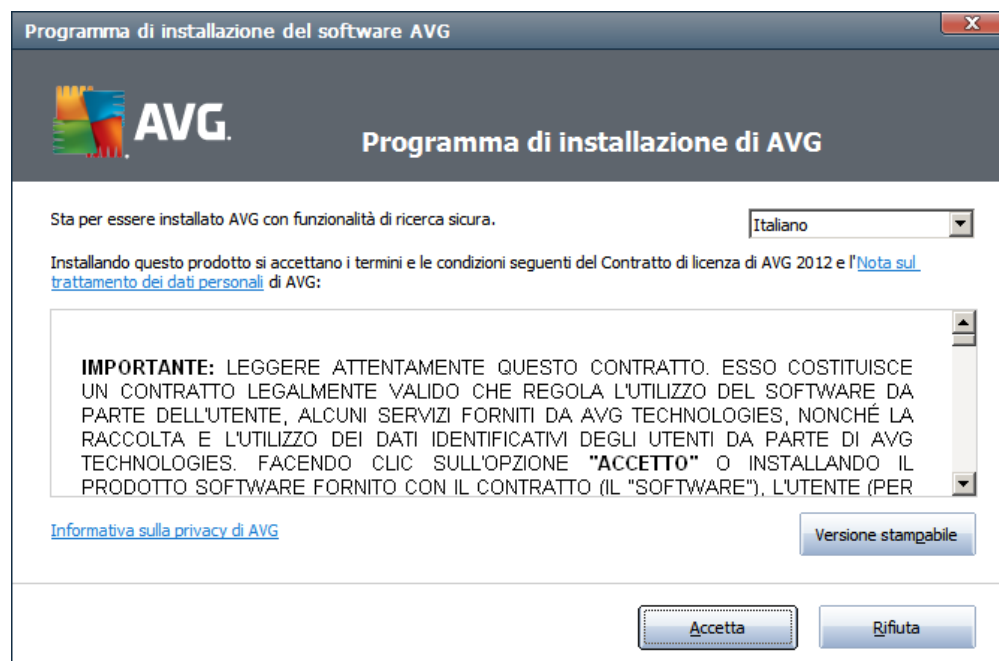 Programma di installazione del software AVG
AVG.
Programma di installazione di AVG
Sta per essere installato AVG con funzionalità di ricerca sicura.
Italiano
Installando questo prodotto si accettano i termini e le condizioni seguenti del Contratto di licenza di AVG 2012 e l'Nota sul
trattamento dei dati personali di AVG:
IMPORTANTE: LEGGERE ATTENTAMENTE QUESTO CONTRATTO. ESSO COSTITUISCE
UN CONTRATTO LEGALMENTE VALIDO CHE REGOLA L'UTILIZZO DEL SOFTWARE DA
PARTE DELL'UTENTE, ALCUNI SERVIZI FORNITI DA AVG TECHNOLOGIES, NONCHÉ LA
RACCOLTA E L'UTILIZZO DEI DATI IDENTIFICATIVI DEGLI UTENTI DA PARTE DI AVG
TECHNOLOGIES. FACENDO CLIC SULL'OPZIONE "ACCETTO" O INSTALLANDO IL
PRODOTTO SOFTWARE FORNITO CON IL CONTRATTO (IL "SOFTWARE"), L'UTENTE (PER
Informativa sulla privacy di AVG
Versione stampabile
Accetta
Rifiuta